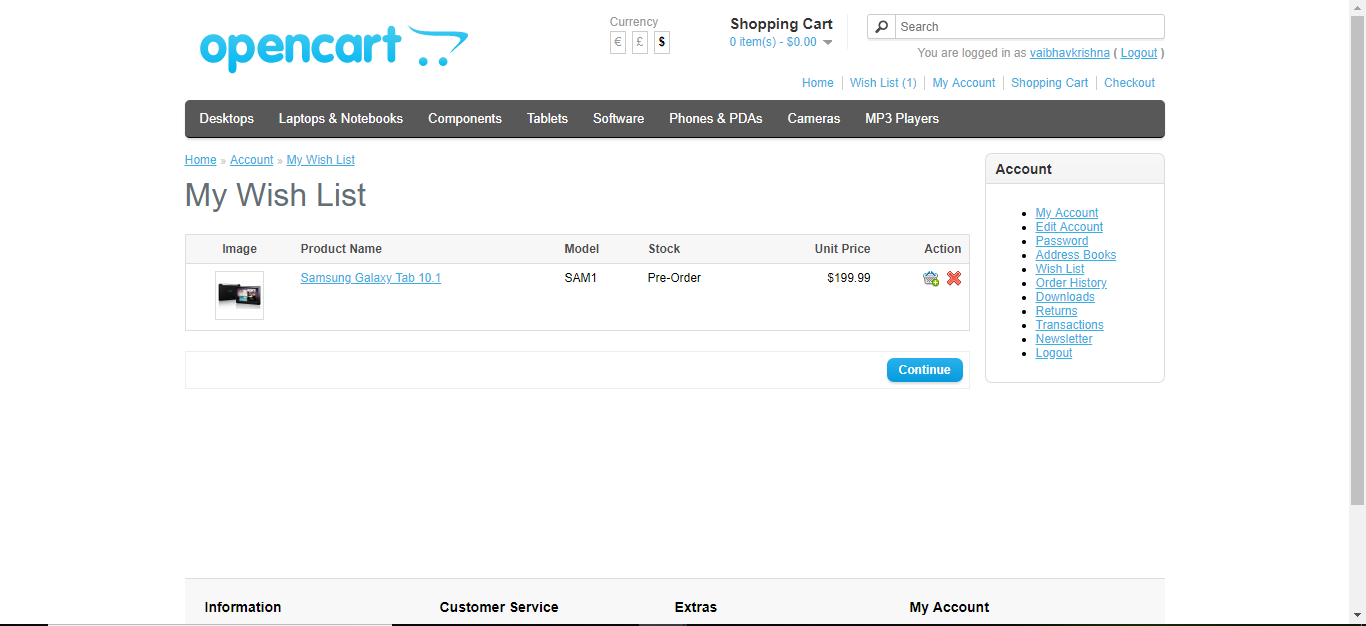 opencart
Currency
€ £ $
Shopping Cart
0 item(s) - $0.00
Search
You are logged in as vaibhavkrishna ( Logout )
Home Wish List (1) My Account Shopping Cart Checkout
Desktops Laptops & Notebooks Components Tablets Software Phones & PDAs Cameras MP3 Players
Home » Account » My Wish List
My Wish List
Image Product Name Model Stock Unit Price Action
Samsung Galaxy Tab 10.1 SAM1 Pre-Order $199.99
Continue
Account
My Account
Edit Account
Password
Address Books
Wish List
Order History
Downloads
Returns
Transactions
Newsletter
Logout
Information Customer Service Extras My Account